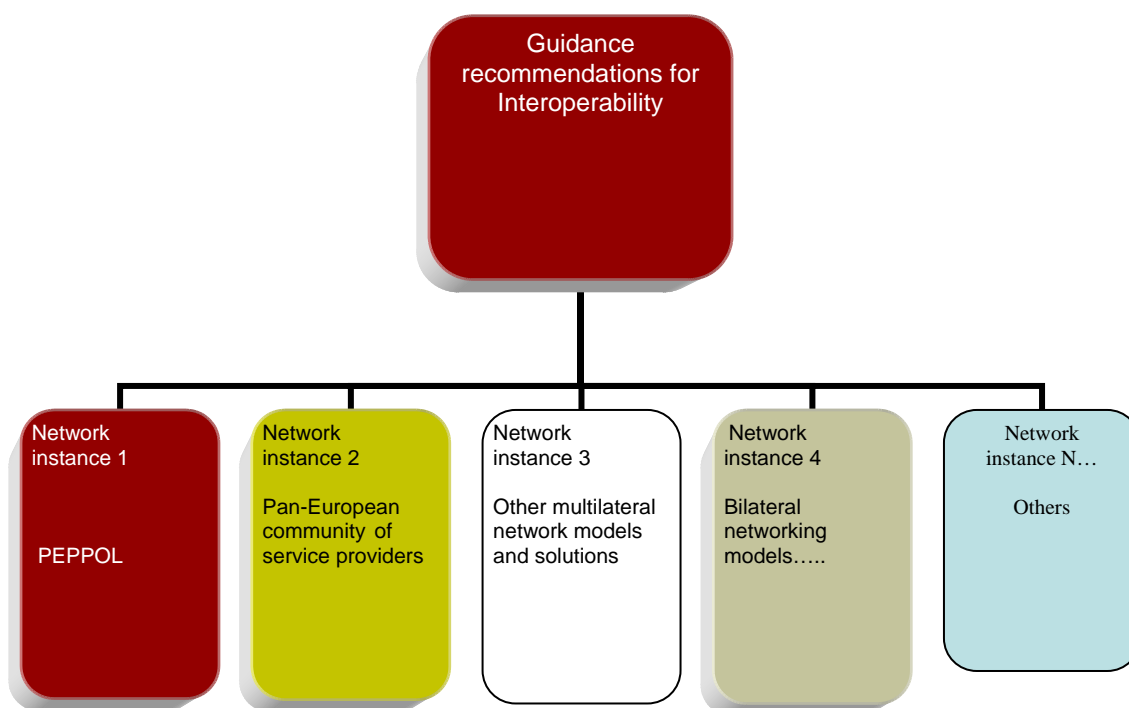 Guidance
recommendations for
Interoperability
Network
instance 1
PEPPOL
Network
instance 2
Pan-European
community of
service providers
Network
instance 3
Other multilateral
network models
and solutions
Network
instance 4
Bilateral
networking
models…..
Network
instance N…
Others